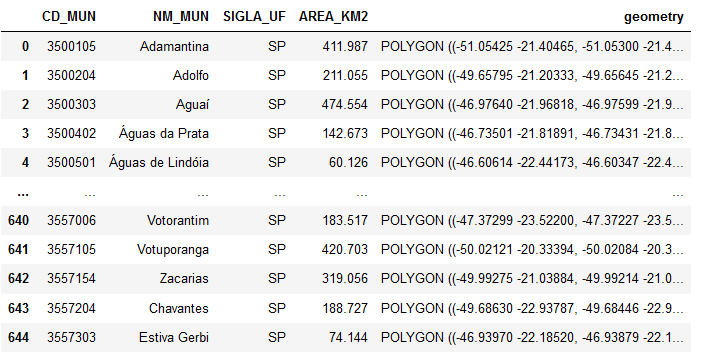 CD_MUN NM_MUN SIGLA_UF AREA_KM2 geometry
0 3500105 Adamantina SP 411.987 POLYGON ((-51.05425 -21.40465, -51.05300 -21.4...
1 3500204 Adolfo SP 211.055 POLYGON ((-49.65795 -21.20333, -49.65645 -21.2...
2 3500303 Aguaí SP 474.554 POLYGON ((-46.97640 -21.96818, -46.97599 -21.9...
3 3500402 Águas da Prata SP 142.673 POLYGON ((-46.73501 -21.81891, -46.73431 -21.8...
4 3500501 Águas de Lindóia SP 60.126 POLYGON ((-46.60614 -22.44173, -46.60347 -22.4...
... ... ... ... ... ...
640 3557006 Votorantim SP 183.517 POLYGON ((-47.37299 -23.52200, -47.37227 -23.5...
641 3557105 Votuporanga SP 420.703 POLYGON ((-50.02121 -20.33394, -50.02084 -20.3...
642 3557154 Zacarias SP 319.056 POLYGON ((-49.99275 -21.03884, -49.99214 -21.0...
643 3557204 Chavantes SP 188.727 POLYGON ((-49.68630 -22.93787, -49.68446 -22.9...
644 3557303 Estiva Gerbi SP 74.144 POLYGON ((-46.93970 -22.18520, -46.93879 -22.1...